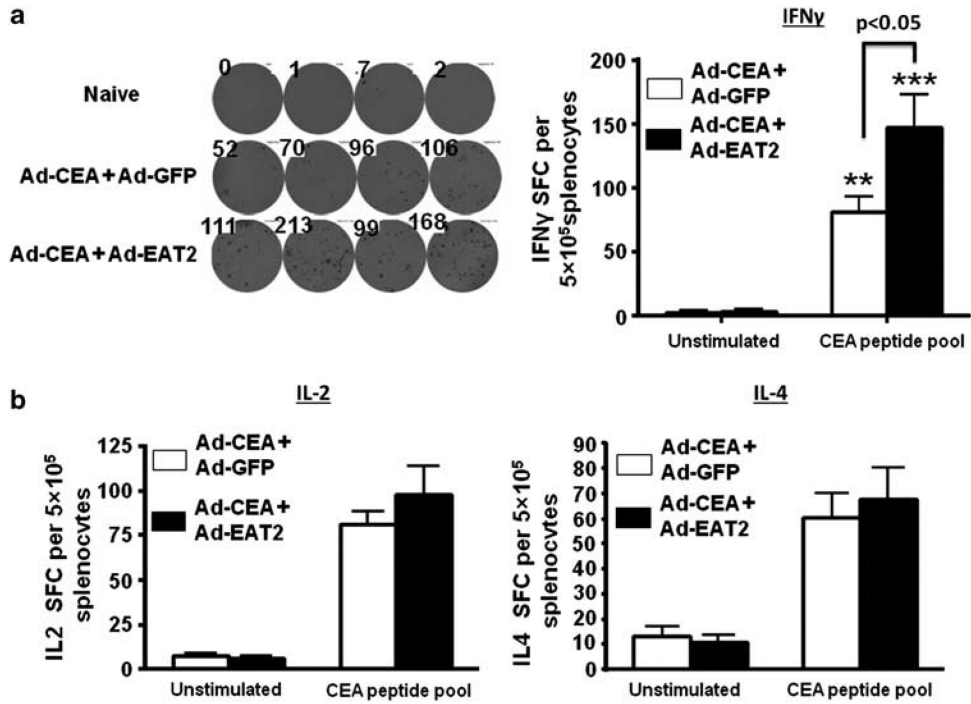 a
0 1 7 2
Naive
52 70 96 106
Ad-CEA+Ad-GFP
111 213 99 168
Ad-CEA+Ad-EAT2
IFNγ
p<0.05
200
150
100
50
0
IFNγ SFC per
5×10⁵splenocytes
Ad-CEA+
Ad-GFP
Ad-CEA+
Ad-EAT2
**
***
Unstimulated CEA peptide pool
b
IL-2
125
100
75
50
25
0
IL2 SFC per 5×10⁵
splenocytes
Ad-CEA+
Ad-GFP
Ad-CEA+
Ad-EAT2
Unstimulated CEA peptide pool
IL-4
90
80
70
60
50
40
30
20
10
0
IL4 SFC per 5×10⁵
splenocytes
Ad-CEA+
Ad-GFP
Ad-CEA+
Ad-EAT2
Unstimulated CEA peptide pool